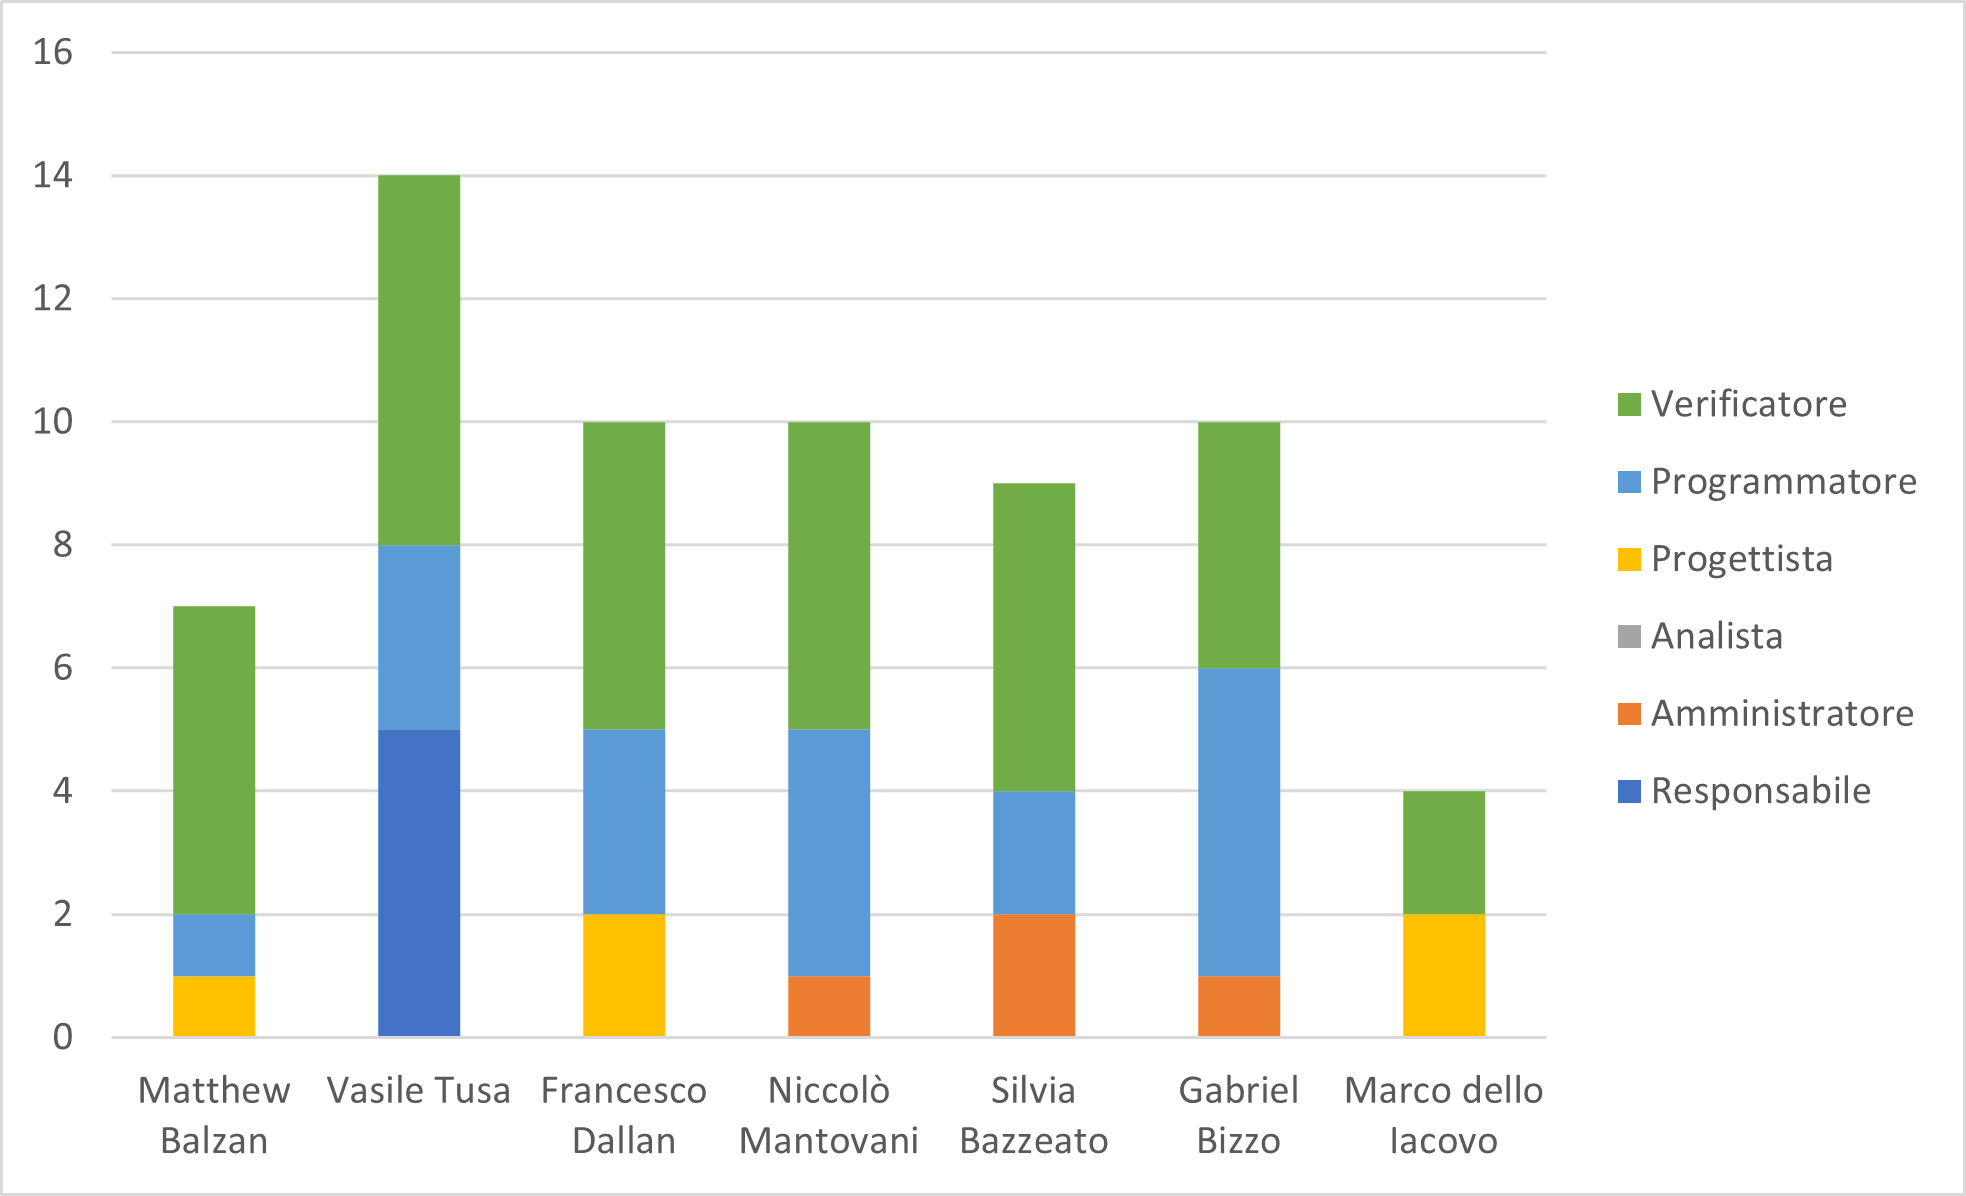 16
14
12
10
8
6
4
2
0
Matthew Balzan
Vasile Tusa
Francesco Dallan
Niccolò Mantovani
Silvia Bazzeato
Gabriel Bizzo
Marco dello Iacovo
Verificatore
Programmatore
Progettista
Analista
Amministratore
Responsabile